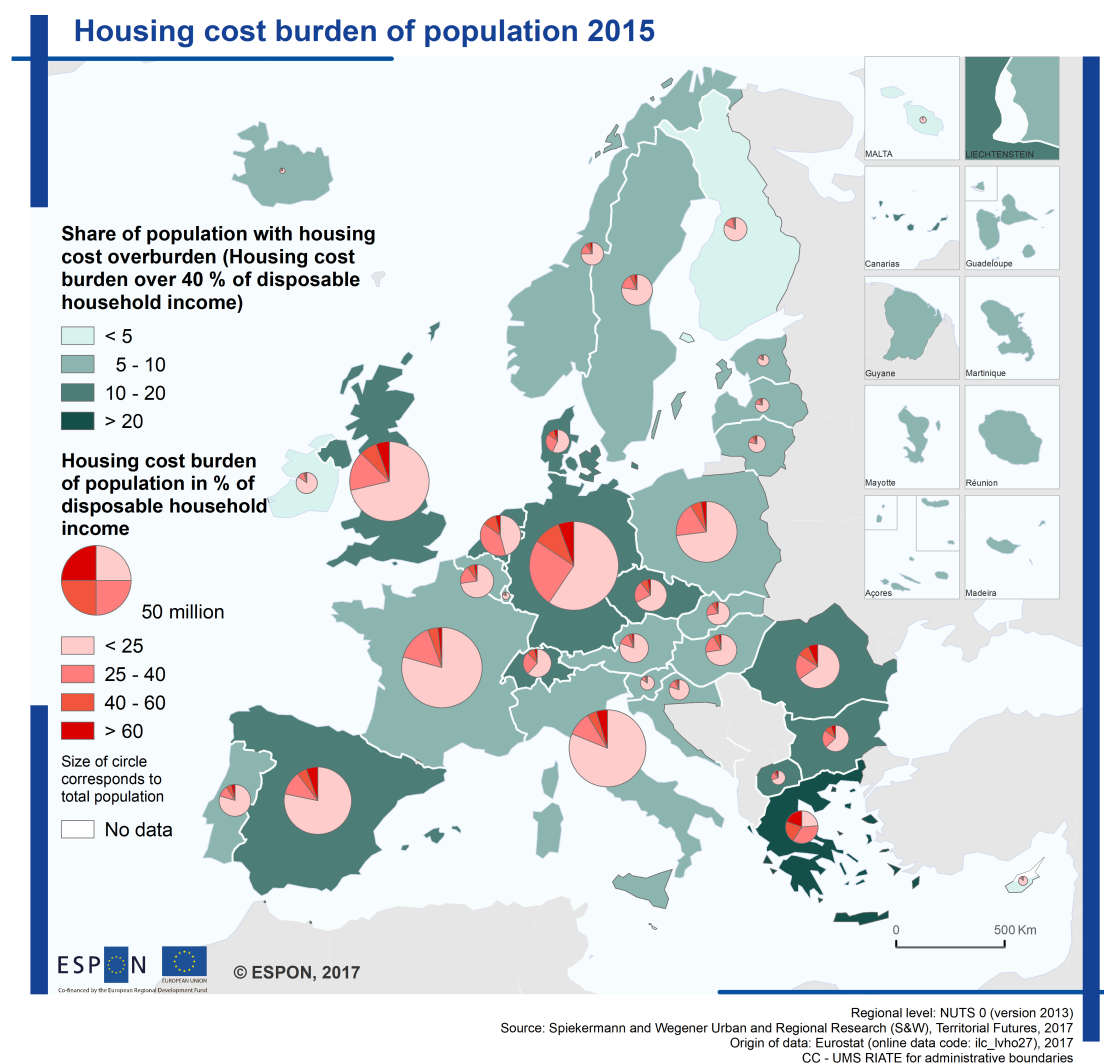 Housing cost burden of population 2015
MALTA
LIECHTENSTEIN
Canarias
Guadeloupe
Guyane
Martinique
Mayotte
Réunion
Açores
Madeira
Share of population with housing
cost overburden (Housing cost
burden over 40 % of disposable
household income)
< 5
5 - 10
10 - 20
> 20
Housing cost burden
of population in % of
disposable household
income
50 million
< 25
25 - 40
40 - 60
> 60
Size of circle
corresponds to
total population
No data
0 500 Km
ESPON
EUROPEAN UNION
Co-financed by the European Regional Development Fund
© ESPON, 2017
Regional level: NUTS 0 (version 2013)
Source: Spiekermann and Wegener Urban and Regional Research (S&W), Territorial Futures, 2017
Origin of data: Eurostat (online data code: ilc_lvho27), 2017
CC - UMS RIATE for administrative boundaries